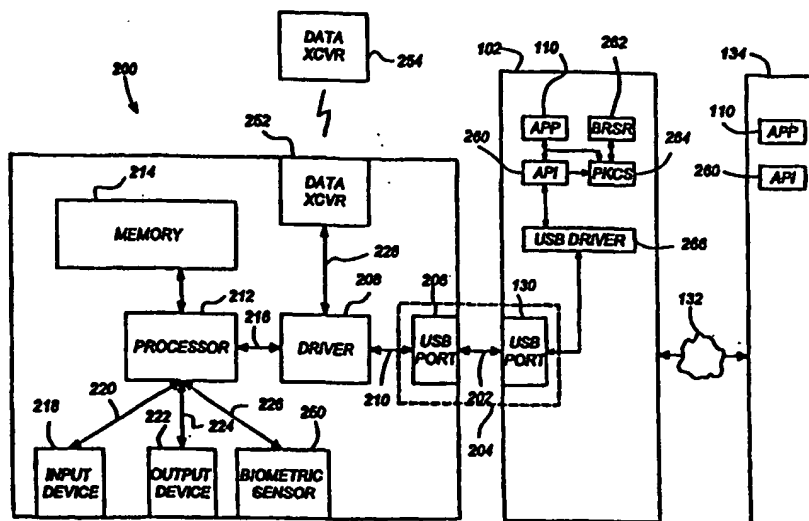 DATA
XCVR
254
200
252
DATA
XCVR
228
214
MEMORY
212
PROCESSOR
216
208
DRIVER
210
206
USB
PORT
202
130
USB
PORT
204
220
224
226
218
INPUT
DEVICE
222
OUTPUT
DEVICE
250
BIOMETRIC
SENSOR
102
110
262
APP
BRSR
260
API
PKCS
264
USB DRIVER
266
132
134
110
APP
260
API